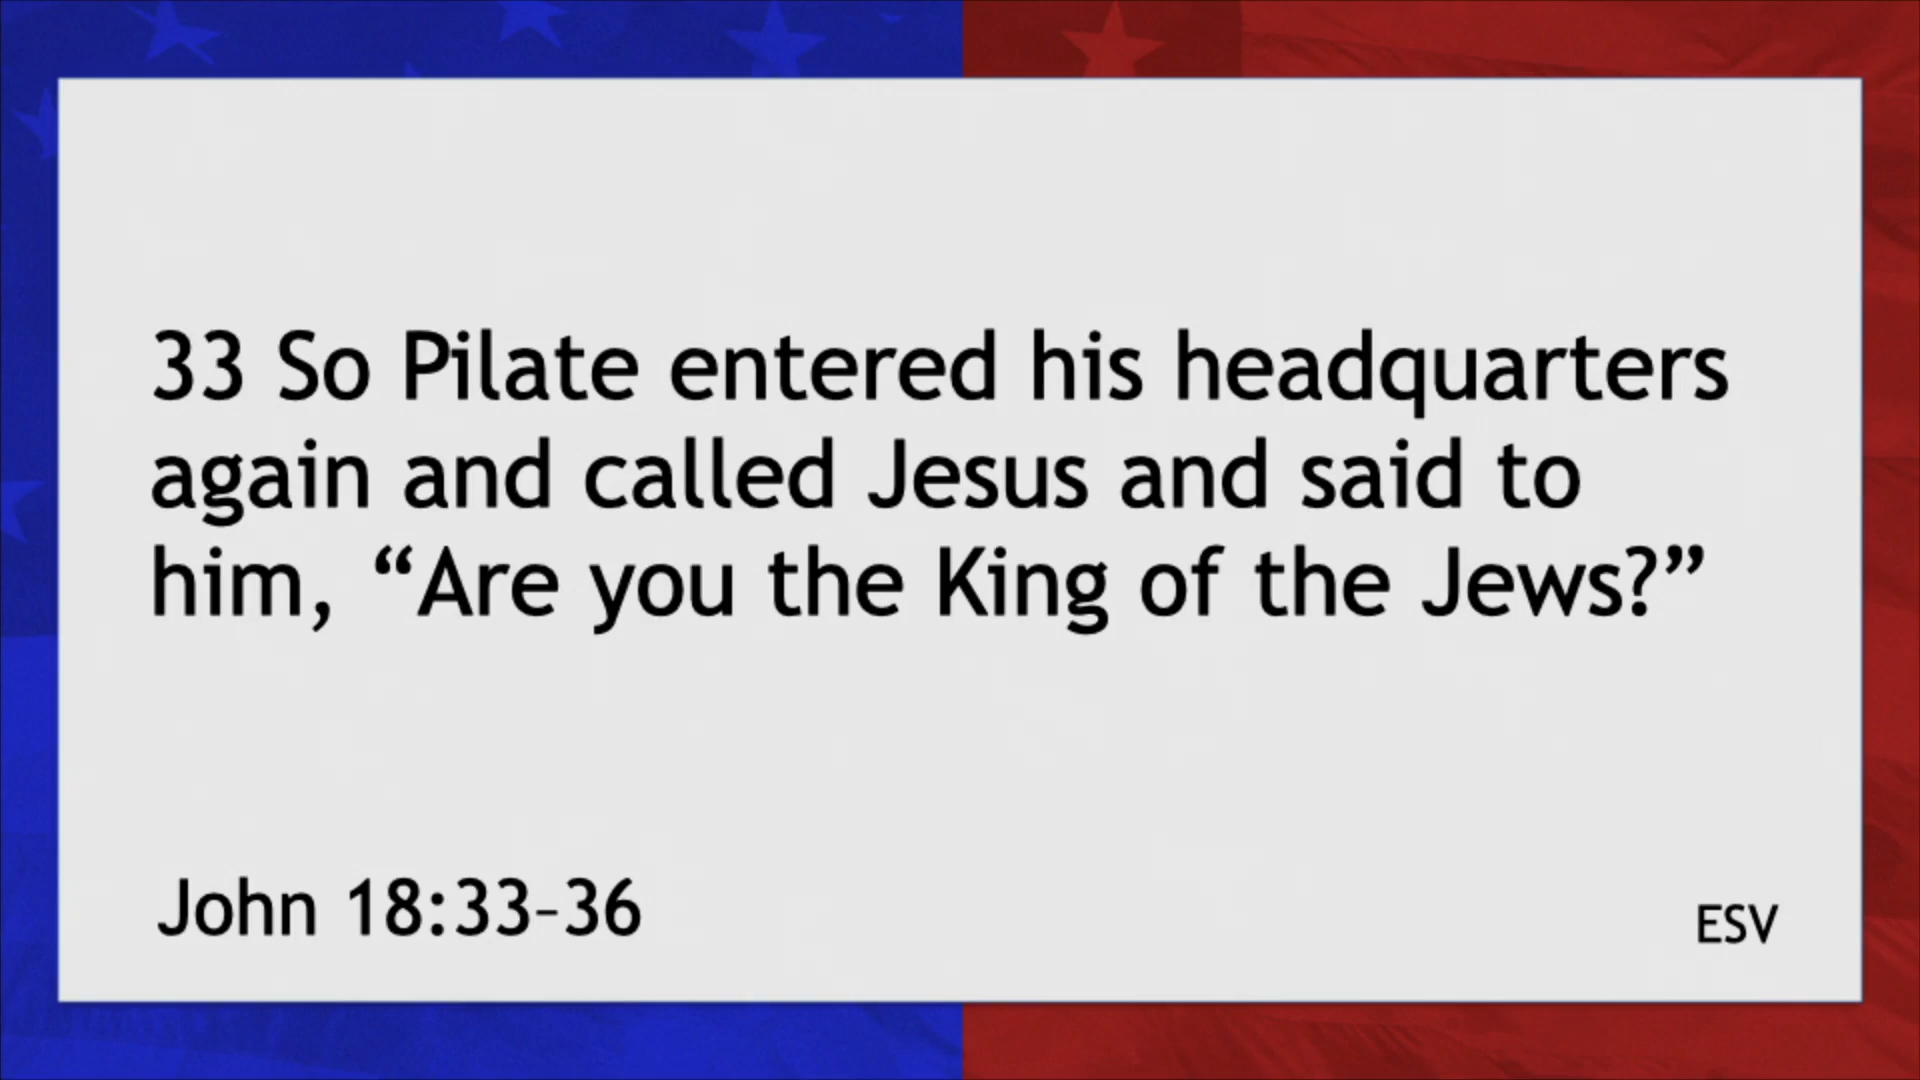 33 So Pilate entered his headquarters
again and called Jesus and said to
him, “Are you the King of the Jews?”
John 18:33–36
ESV